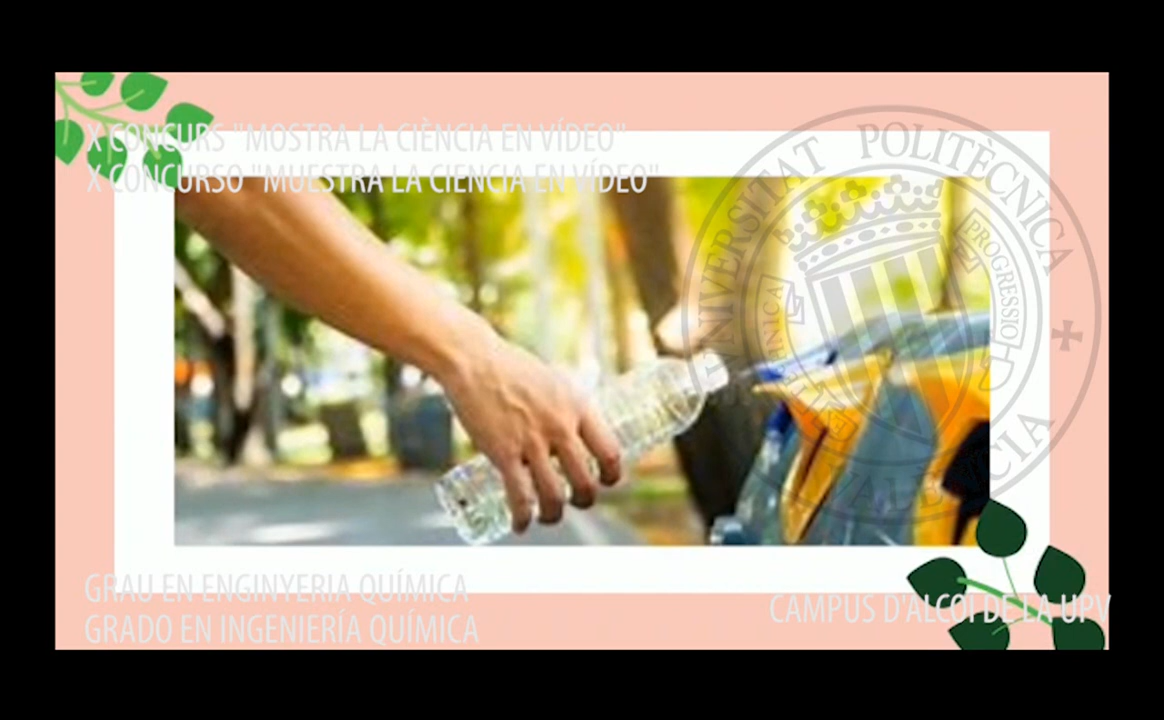 X CONCURS "MOSTRA LA CIÈNCIA EN VÍDEO"
X CONCURSO "MUESTRA LA CIENCIA EN VÍDEO"
UNIVERSITAT POLITÈCNICA
PROGRESSIO
GRAU EN ENGINYERIA QUÍMICA
GRADO EN INGENIERÍA QUÍMICA
CAMPUS D'ALCOI DE LA UPV